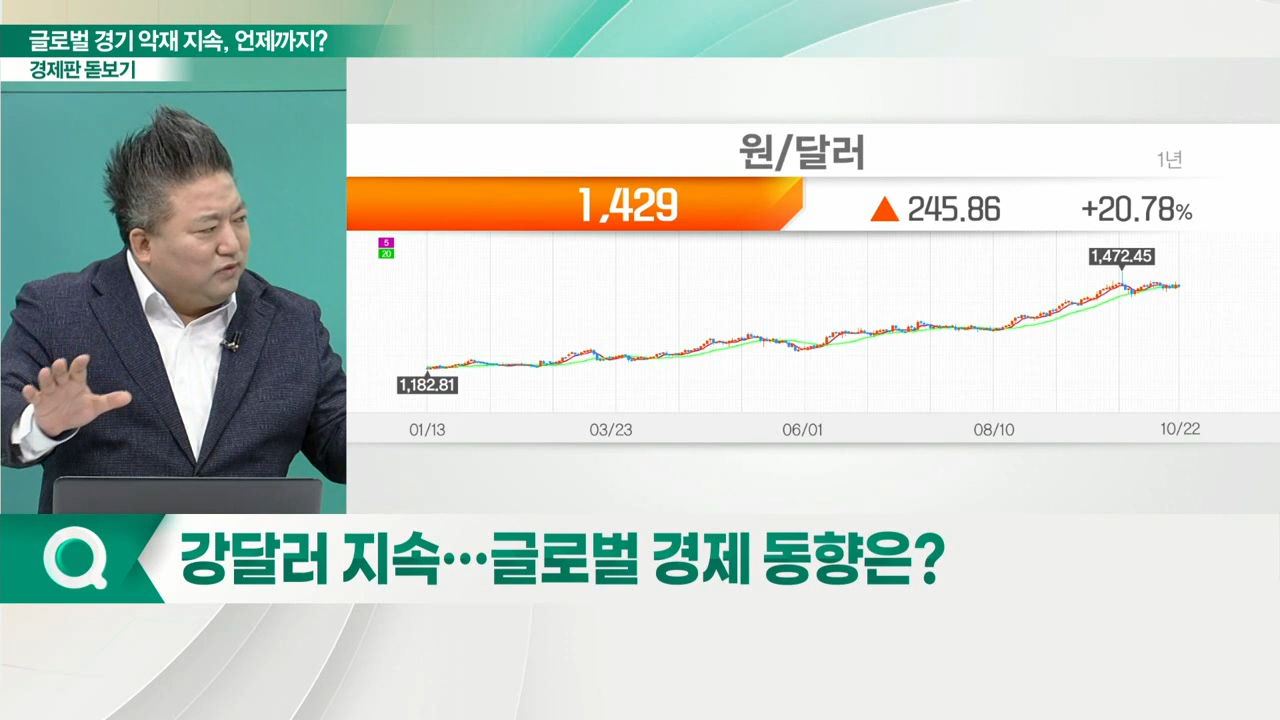 글로벌 경기 악재 지속, 언제까지?
경제판 돋보기
원/달러
1년
1,429
▲ 245.86
+20.78%
5
20
1,472.45
1,182.81
01/13
03/23
06/01
08/10
10/22
Q
강달러 지속…글로벌 경제 동향은?